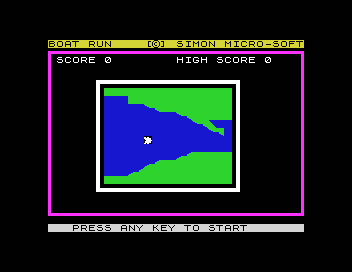 BOAT RUN [©] SIMON MICRO-SOFT
SCORE 0 HIGH SCORE 0
PRESS ANY KEY TO START